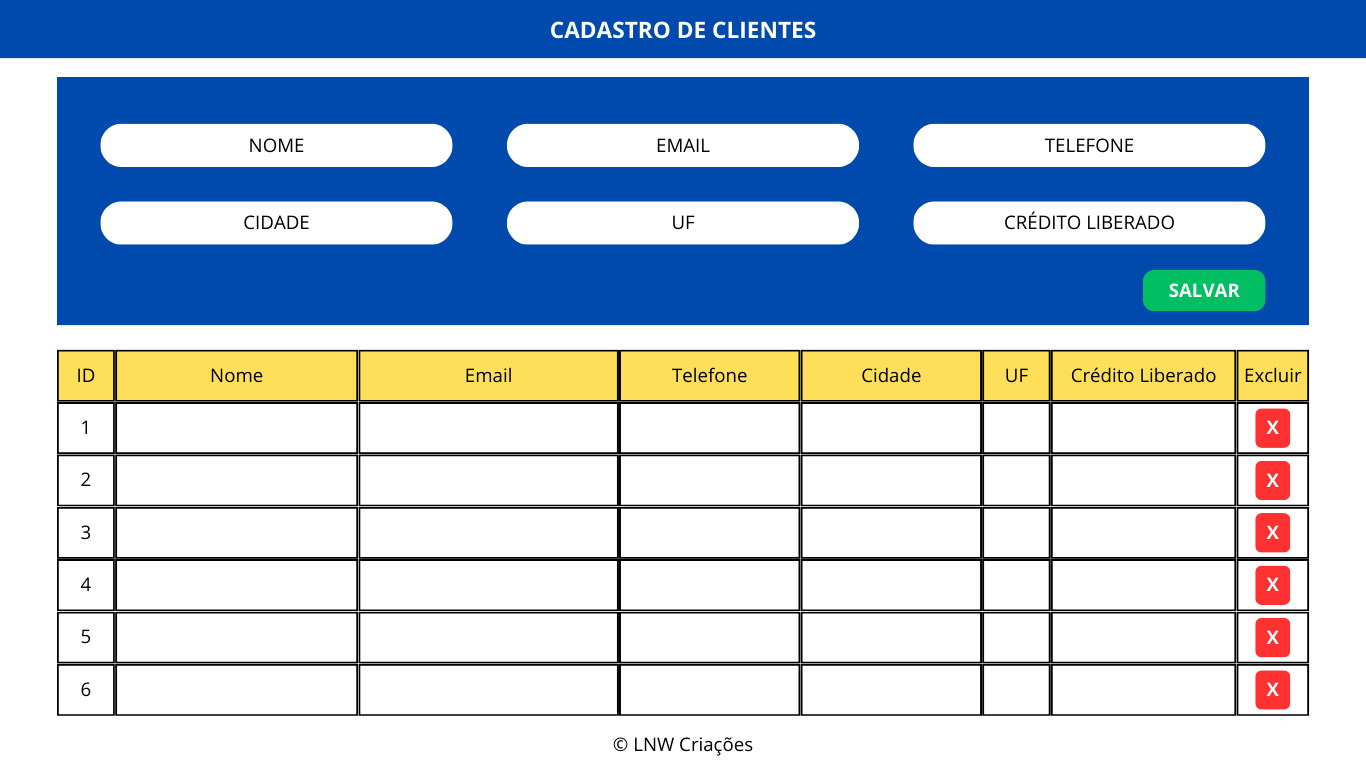 CADASTRO DE CLIENTES
NOME EMAIL TELEFONE
CIDADE UF CRÉDITO LIBERADO
SALVAR
ID Nome Email Telefone Cidade UF Crédito Liberado Excluir
1 X
2 X
3 X
4 X
5 X
6 X
© LNW Criações